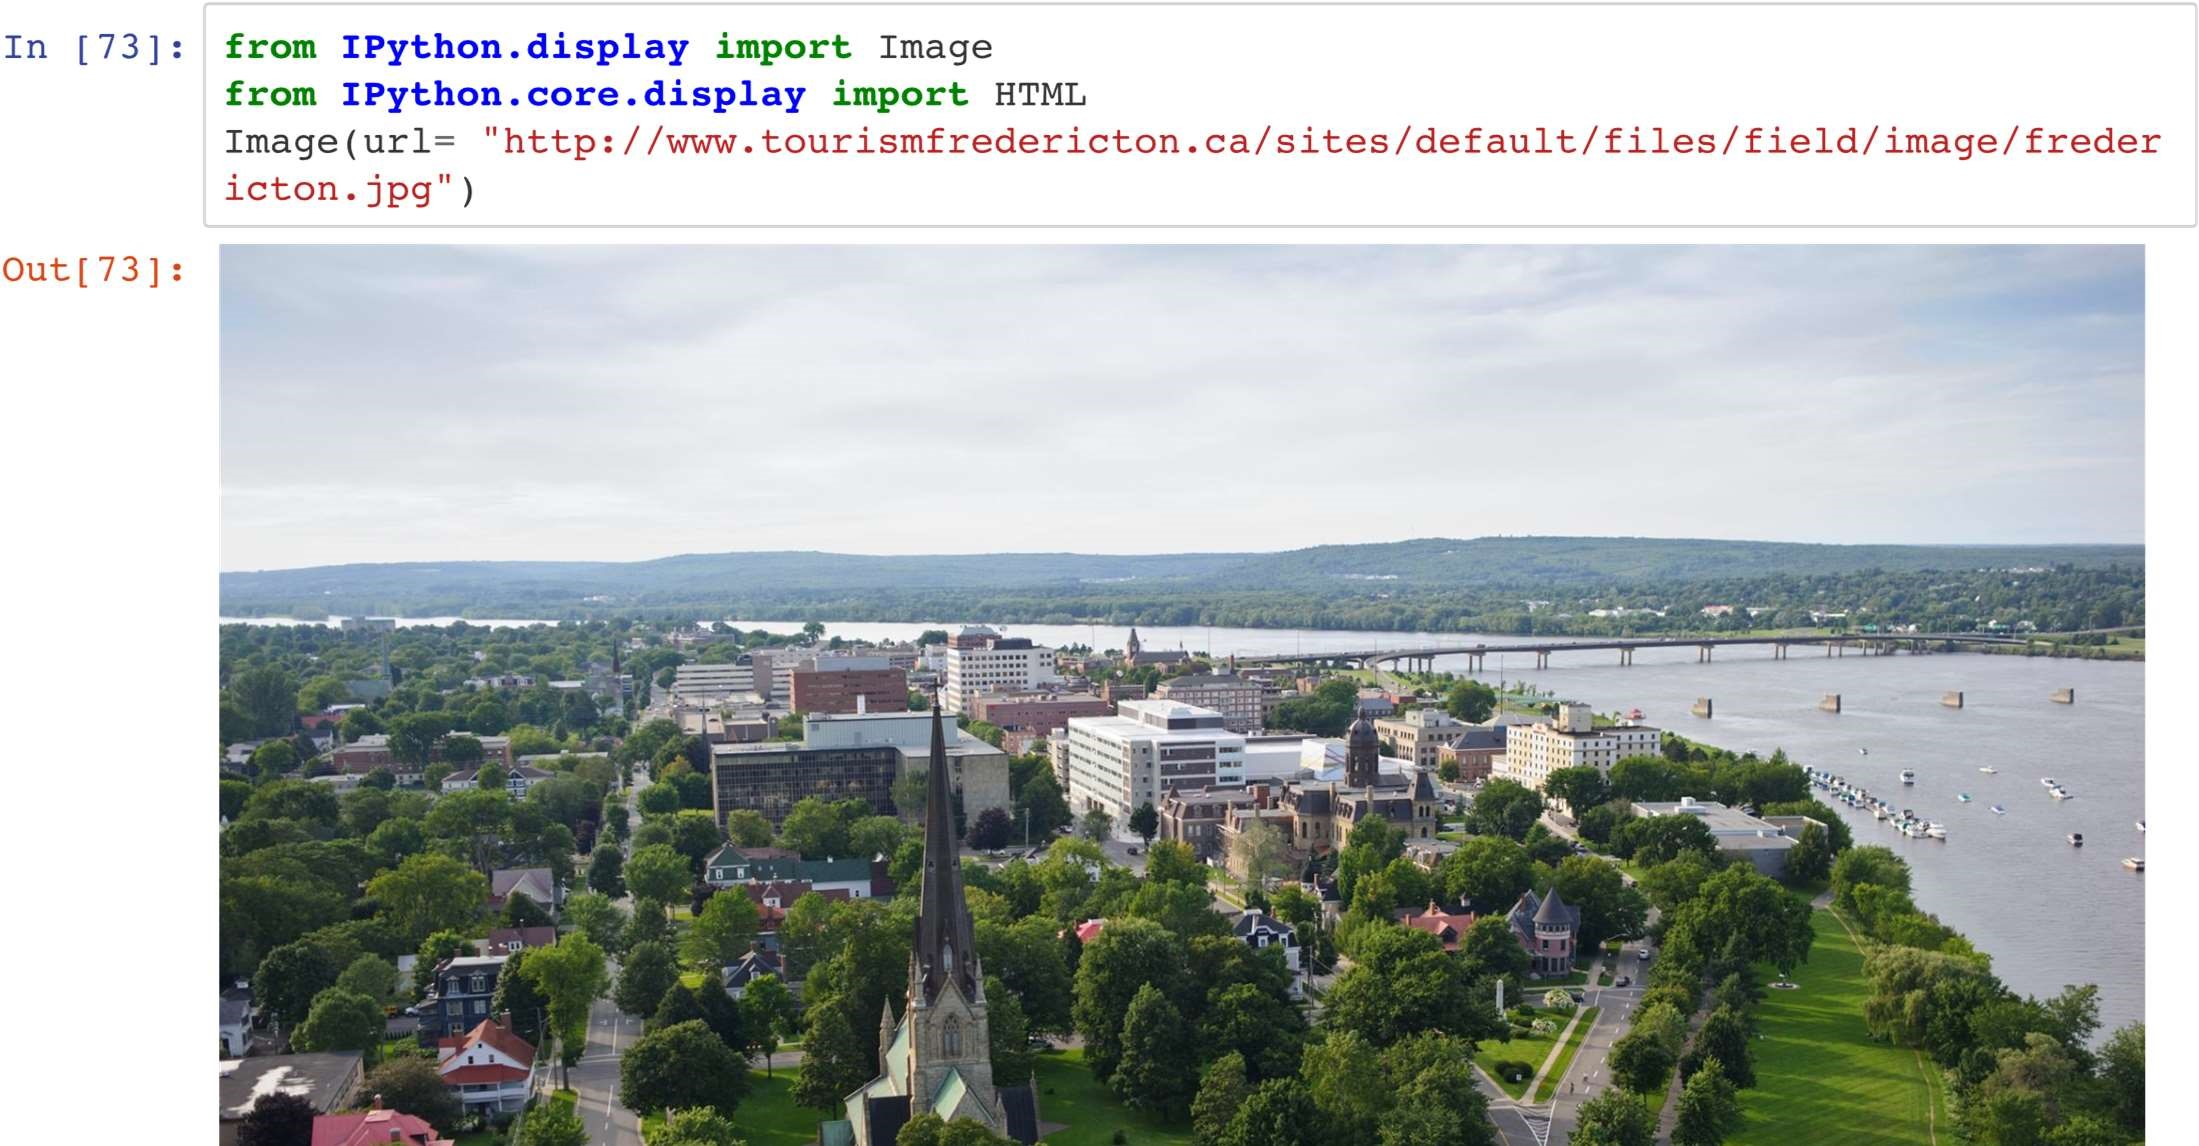 In [73]: from IPython.display import Image
from IPython.core.display import HTML
Image(url= "http://www.tourismfredericton.ca/sites/default/files/field/image/freder
icton.jpg")
Out[73]: